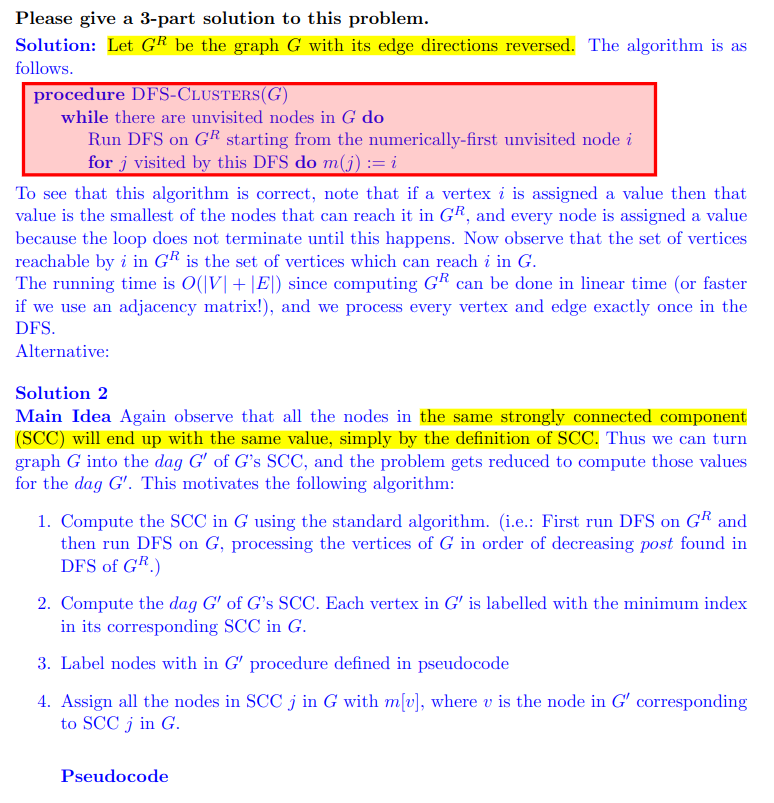 Please give a 3-part solution to this problem.
Solution: Let G^R be the graph G with its edge directions reversed. The algorithm is as
follows.
procedure DFS-CLUSTERS(G)
while there are unvisited nodes in G do
Run DFS on G^R starting from the numerically-first unvisited node i
for j visited by this DFS do m(j) := i
To see that this algorithm is correct, note that if a vertex i is assigned a value then that
value is the smallest of the nodes that can reach it in G^R, and every node is assigned a value
because the loop does not terminate until this happens. Now observe that the set of vertices
reachable by i in G^R is the set of vertices which can reach i in G.
The running time is O(|V| + |E|) since computing G^R can be done in linear time (or faster
if we use an adjacency matrix!), and we process every vertex and edge exactly once in the
DFS.
Alternative:
Solution 2
Main Idea Again observe that all the nodes in the same strongly connected component
(SCC) will end up with the same value, simply by the definition of SCC. Thus we can turn
graph G into the dag G′ of G's SCC, and the problem gets reduced to compute those values
for the dag G′. This motivates the following algorithm:
1. Compute the SCC in G using the standard algorithm. (i.e.: First run DFS on G^R and
then run DFS on G, processing the vertices of G in order of decreasing post found in
DFS of G^R.)
2. Compute the dag G′ of G's SCC. Each vertex in G′ is labelled with the minimum index
in its corresponding SCC in G.
3. Label nodes with in G′ procedure defined in pseudocode
4. Assign all the nodes in SCC j in G with m[v], where v is the node in G′ corresponding
to SCC j in G.
Pseudocode